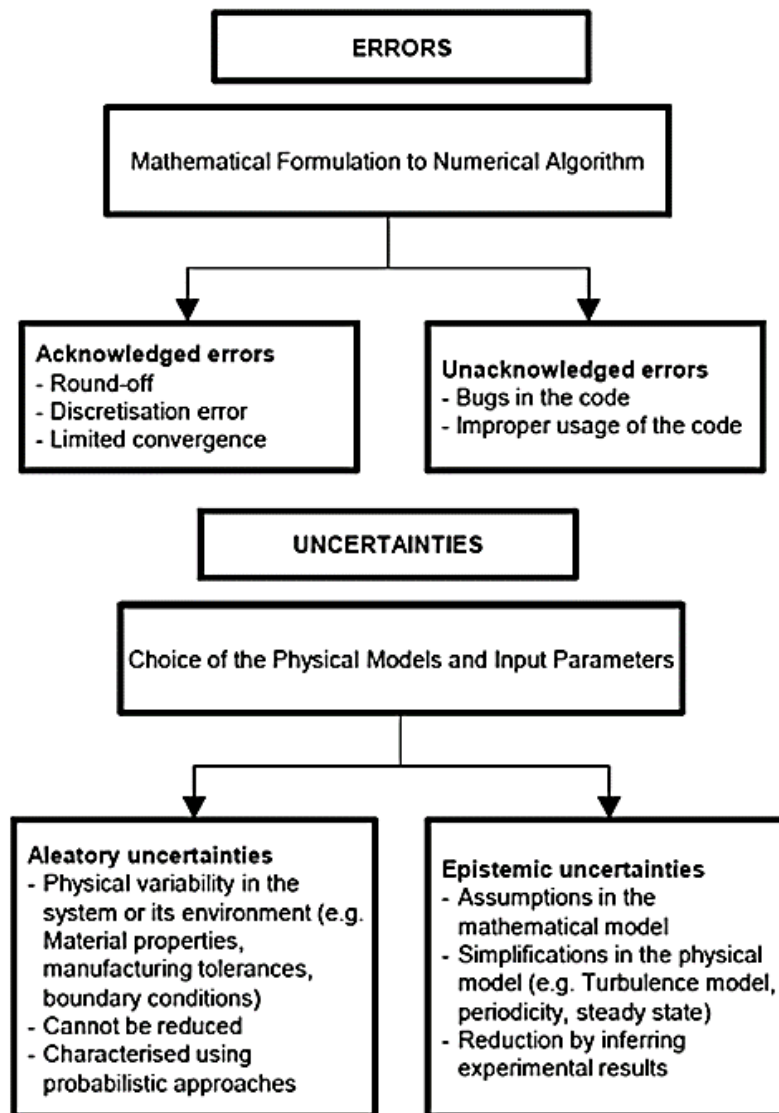 ERRORS
Mathematical Formulation to Numerical Algorithm
Acknowledged errors
- Round-off
- Discretisation error
- Limited convergence
Unacknowledged errors
- Bugs in the code
- Improper usage of the code
UNCERTAINTIES
Choice of the Physical Models and Input Parameters
Aleatory uncertainties
- Physical variability in the
system or its environment (e.g.
Material properties,
manufacturing tolerances,
boundary conditions)
- Cannot be reduced
- Characterised using
probabilistic approaches
Epistemic uncertainties
- Assumptions in the
mathematical model
- Simplifications in the physical
model (e.g. Turbulence model,
periodicity, steady state)
- Reduction by inferring
experimental results